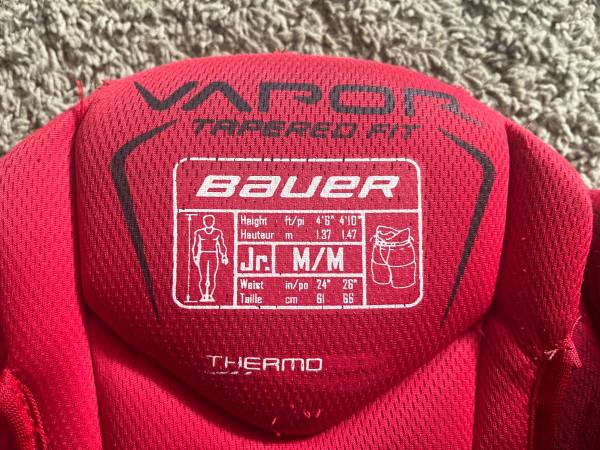 VAPOR
TAPERED FIT
BAUER
Height ft/pi 4'6" 4'10"
Hauteur m 1.37 1.47
Jr. M/M
Waist in/po 24" 26"
Taille cm 61 66
THERMO